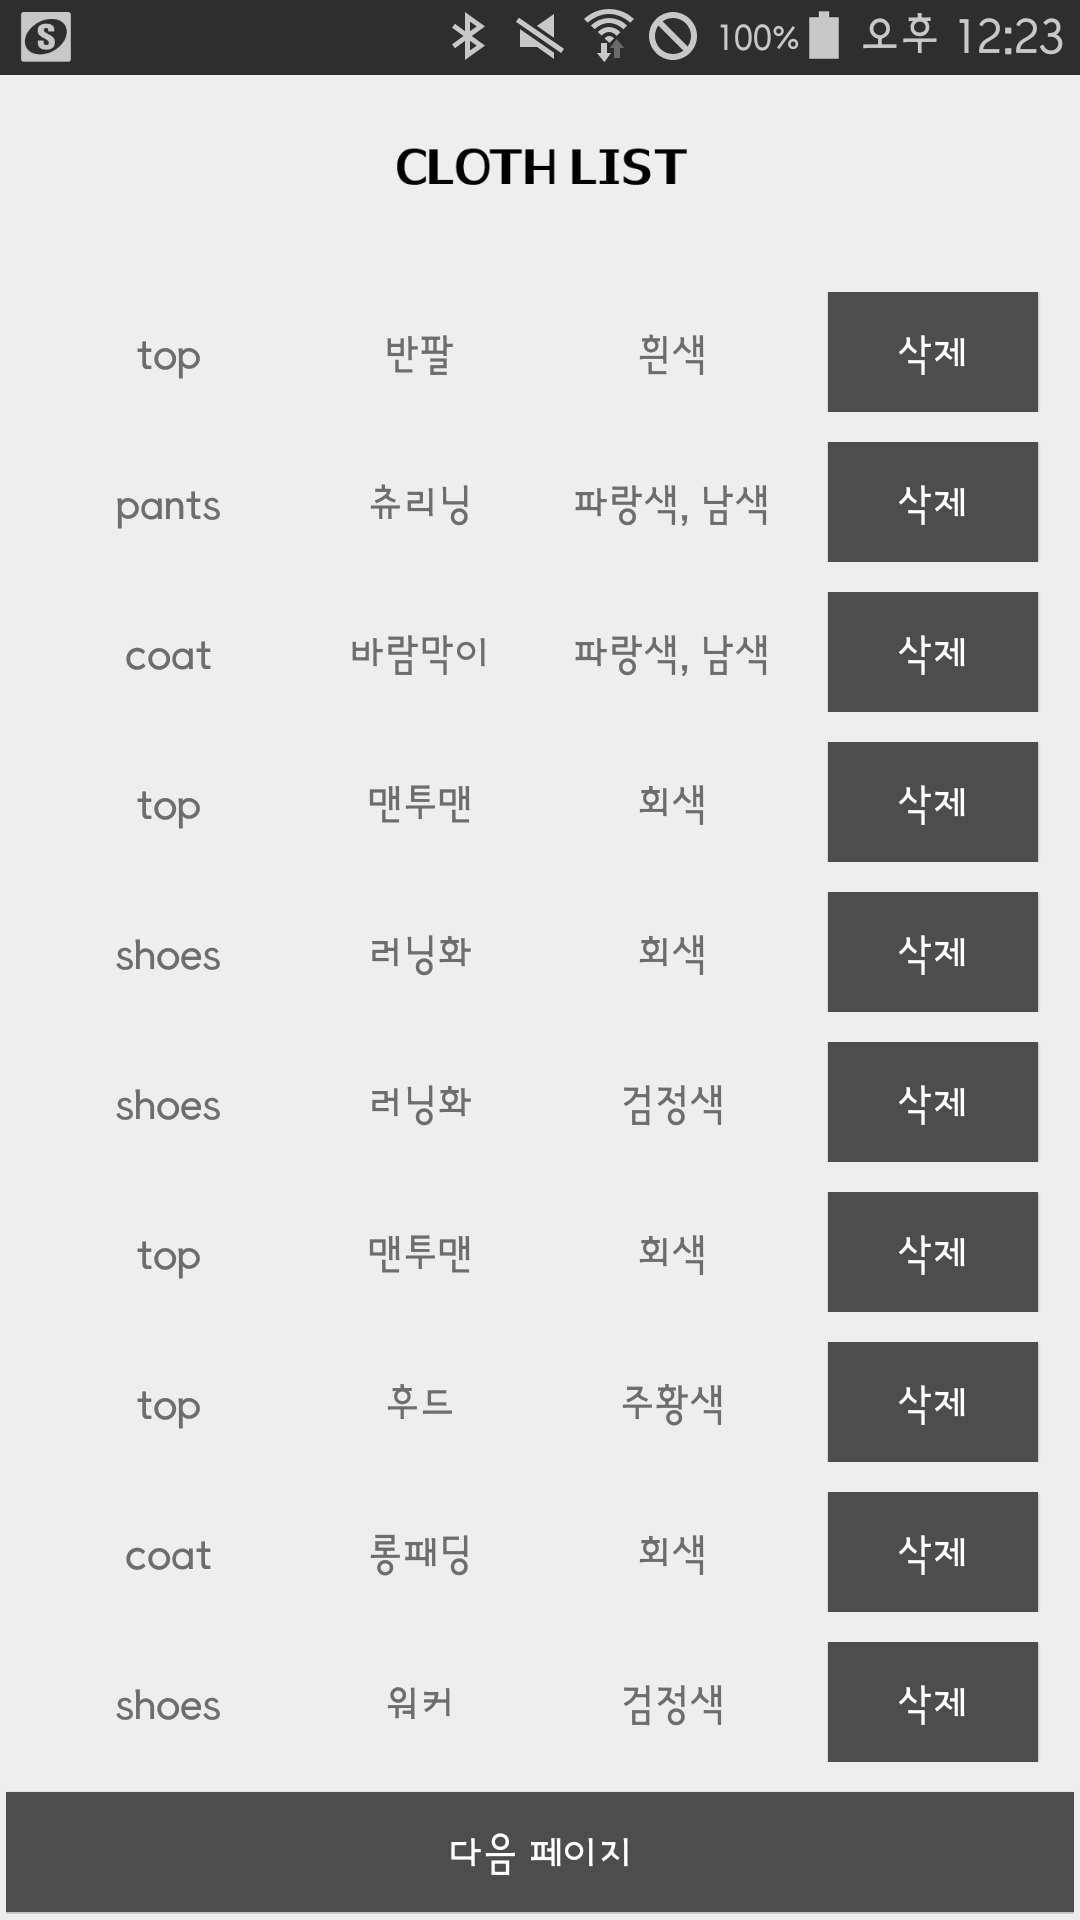 S 100% 오후 12:23
CLOTH LIST
top 반팔 흰색 삭제
pants 츄리닝 파랑색, 남색 삭제
coat 바람막이 파랑색, 남색 삭제
top 맨투맨 회색 삭제
shoes 러닝화 회색 삭제
shoes 러닝화 검정색 삭제
top 맨투맨 회색 삭제
top 후드 주황색 삭제
coat 롱패딩 회색 삭제
shoes 워커 검정색 삭제
다음 페이지